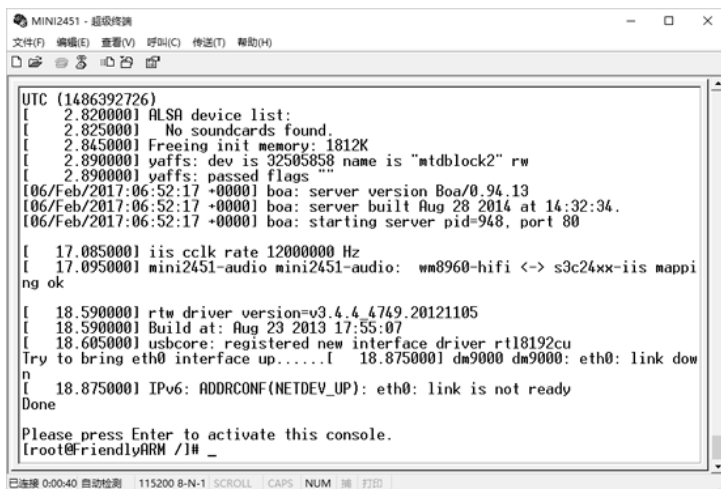 MINI2451 - 超级终端
文件(F) 编辑(E) 查看(V) 呼叫(C) 传送(T) 帮助(H)
UTC (1486392726)
[    2.820000] ALSA device list:
[    2.825000]   No soundcards found.
[    2.845000] Freeing init memory: 1812K
[    2.890000] yaffs: dev is 32505858 name is "mtdblock2" rw
[    2.890000] yaffs: passed flags ""
[06/Feb/2017:06:52:17 +0000] boa: server version Boa/0.94.13
[06/Feb/2017:06:52:17 +0000] boa: server built Aug 28 2014 at 14:32:34.
[06/Feb/2017:06:52:17 +0000] boa: starting server pid=948, port 80
[   17.085000] iis cclk rate 12000000 Hz
[   17.095000] mini2451-audio mini2451-audio:  wm8960-hifi <-> s3c24xx-iis mappi
ng ok
[   18.590000] rtw driver version=v3.4.4_4749.20121105
[   18.590000] Build at: Aug 23 2013 17:55:07
[   18.605000] usbcore: registered new interface driver rtl8192cu
Try to bring eth0 interface up......[   18.875000] dm9000 dm9000: eth0: link dow
n
[   18.875000] IPv6: ADDRCONF(NETDEV_UP): eth0: link is not ready
Done
Please press Enter to activate this console.
[root@FriendlyARM /]# _
已连接 0:00:40 自动检测 115200 8-N-1 SCROLL CAPS NUM 捕 打印